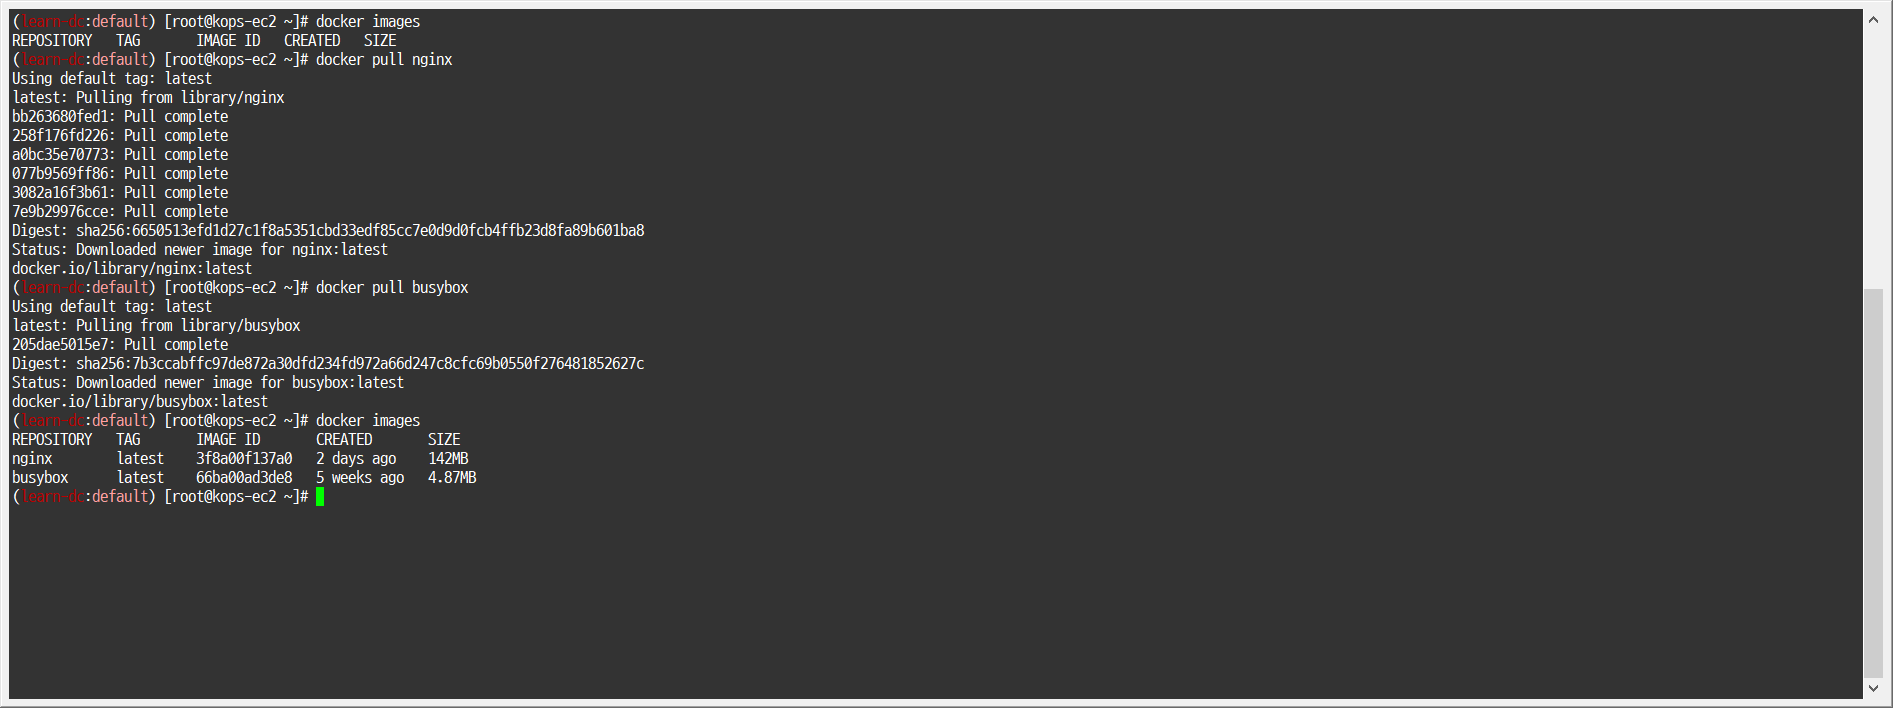 (learn-dc:default) [root@kops-ec2 ~]# docker images
REPOSITORY   TAG       IMAGE ID   CREATED   SIZE
(learn-dc:default) [root@kops-ec2 ~]# docker pull nginx
Using default tag: latest
latest: Pulling from library/nginx
bb263680fed1: Pull complete
258f176fd226: Pull complete
a0bc35e70773: Pull complete
077b9569ff86: Pull complete
3082a16f3b61: Pull complete
7e9b29976cce: Pull complete
Digest: sha256:6650513efd1d27c1f8a5351cbd33edf85cc7e0d9d0fcb4ffb23d8fa89b601ba8
Status: Downloaded newer image for nginx:latest
docker.io/library/nginx:latest
(learn-dc:default) [root@kops-ec2 ~]# docker pull busybox
Using default tag: latest
latest: Pulling from library/busybox
205dae5015e7: Pull complete
Digest: sha256:7b3ccabffc97de872a30dfd234fd972a66d247c8cfc69b0550f276481852627c
Status: Downloaded newer image for busybox:latest
docker.io/library/busybox:latest
(learn-dc:default) [root@kops-ec2 ~]# docker images
REPOSITORY   TAG       IMAGE ID       CREATED       SIZE
nginx        latest    3f8a00f137a0   2 days ago    142MB
busybox      latest    66ba00ad3de8   5 weeks ago   4.87MB
(learn-dc:default) [root@kops-ec2 ~]#